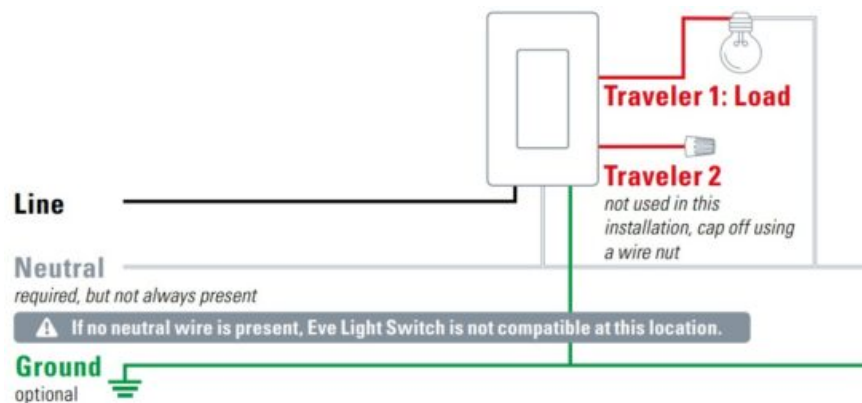 Traveler 1: Load
Traveler 2
not used in this
installation, cap off using
a wire nut
Line
Neutral
required, but not always present
If no neutral wire is present, Eve Light Switch is not compatible at this location.
Ground
optional